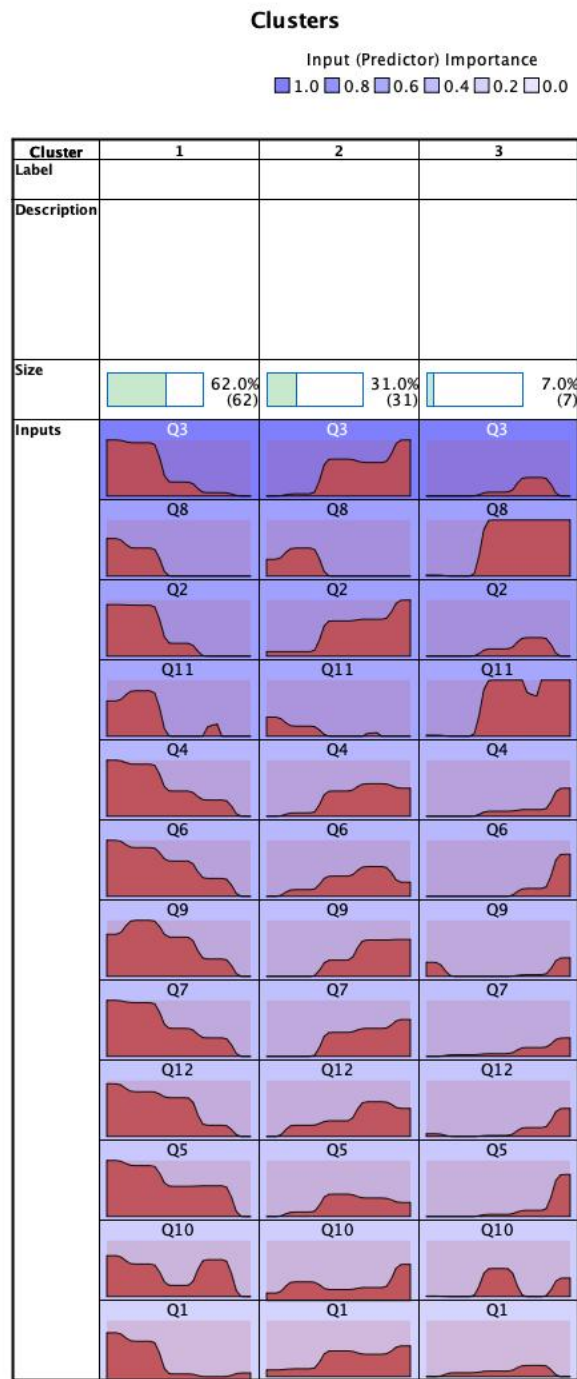 Clusters
Input (Predictor) Importance
1.0 0.8 0.6 0.4 0.2 0.0
Cluster 1 2 3
Label
Description
Size
62.0% 31.0% 7.0%
(62) (31) (7)
Inputs
Q3 Q3 Q3
Q8 Q8 Q8
Q2 Q2 Q2
Q11 Q11 Q11
Q4 Q4 Q4
Q6 Q6 Q6
Q9 Q9 Q9
Q7 Q7 Q7
Q12 Q12 Q12
Q5 Q5 Q5
Q10 Q10 Q10
Q1 Q1 Q1